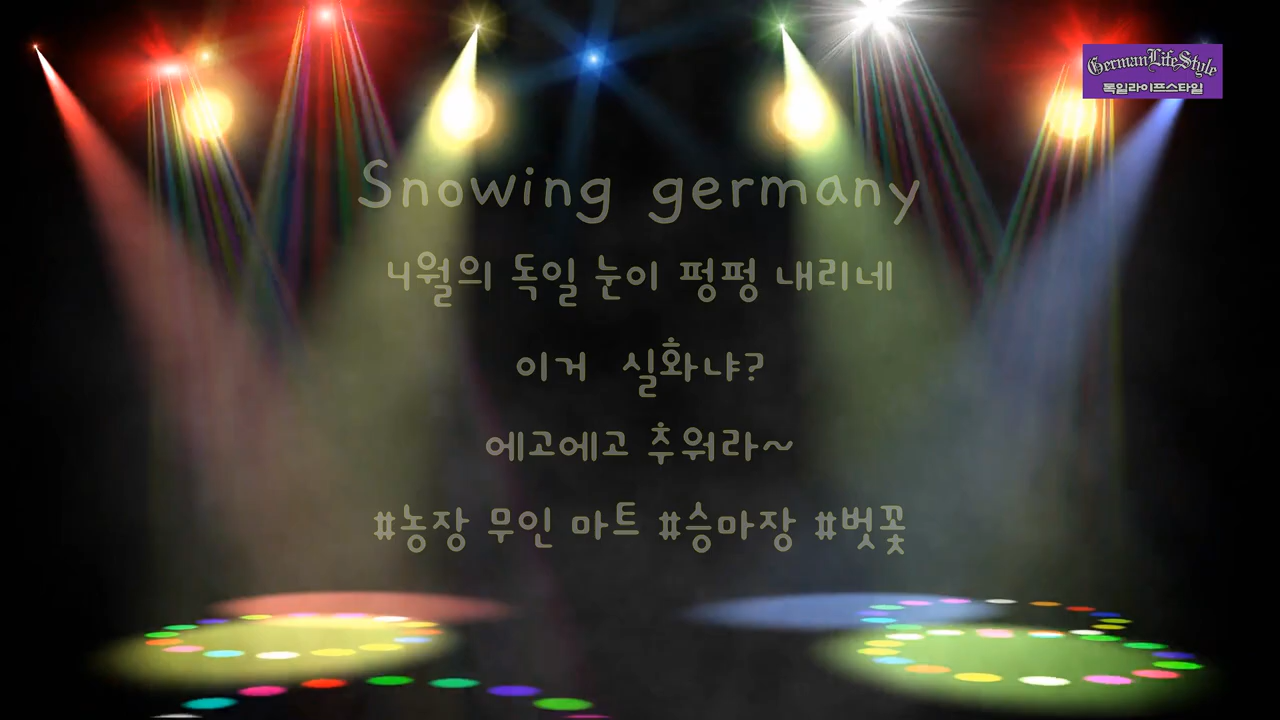 GermanLifeStyle
독일라이프스타일
Snowing germany
4월의 독일 눈이 펑펑 내리네
이거 실화냐?
에고에고 추워라~
#농장 무인 마트 #승마장 #벚꽃